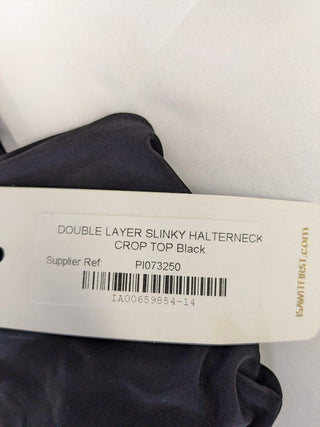 DOUBLE LAYER SLINKY HALTERNECK
CROP TOP Black
Supplier Ref: PI073250
IA00659854-14
ISAWITFIRST.com